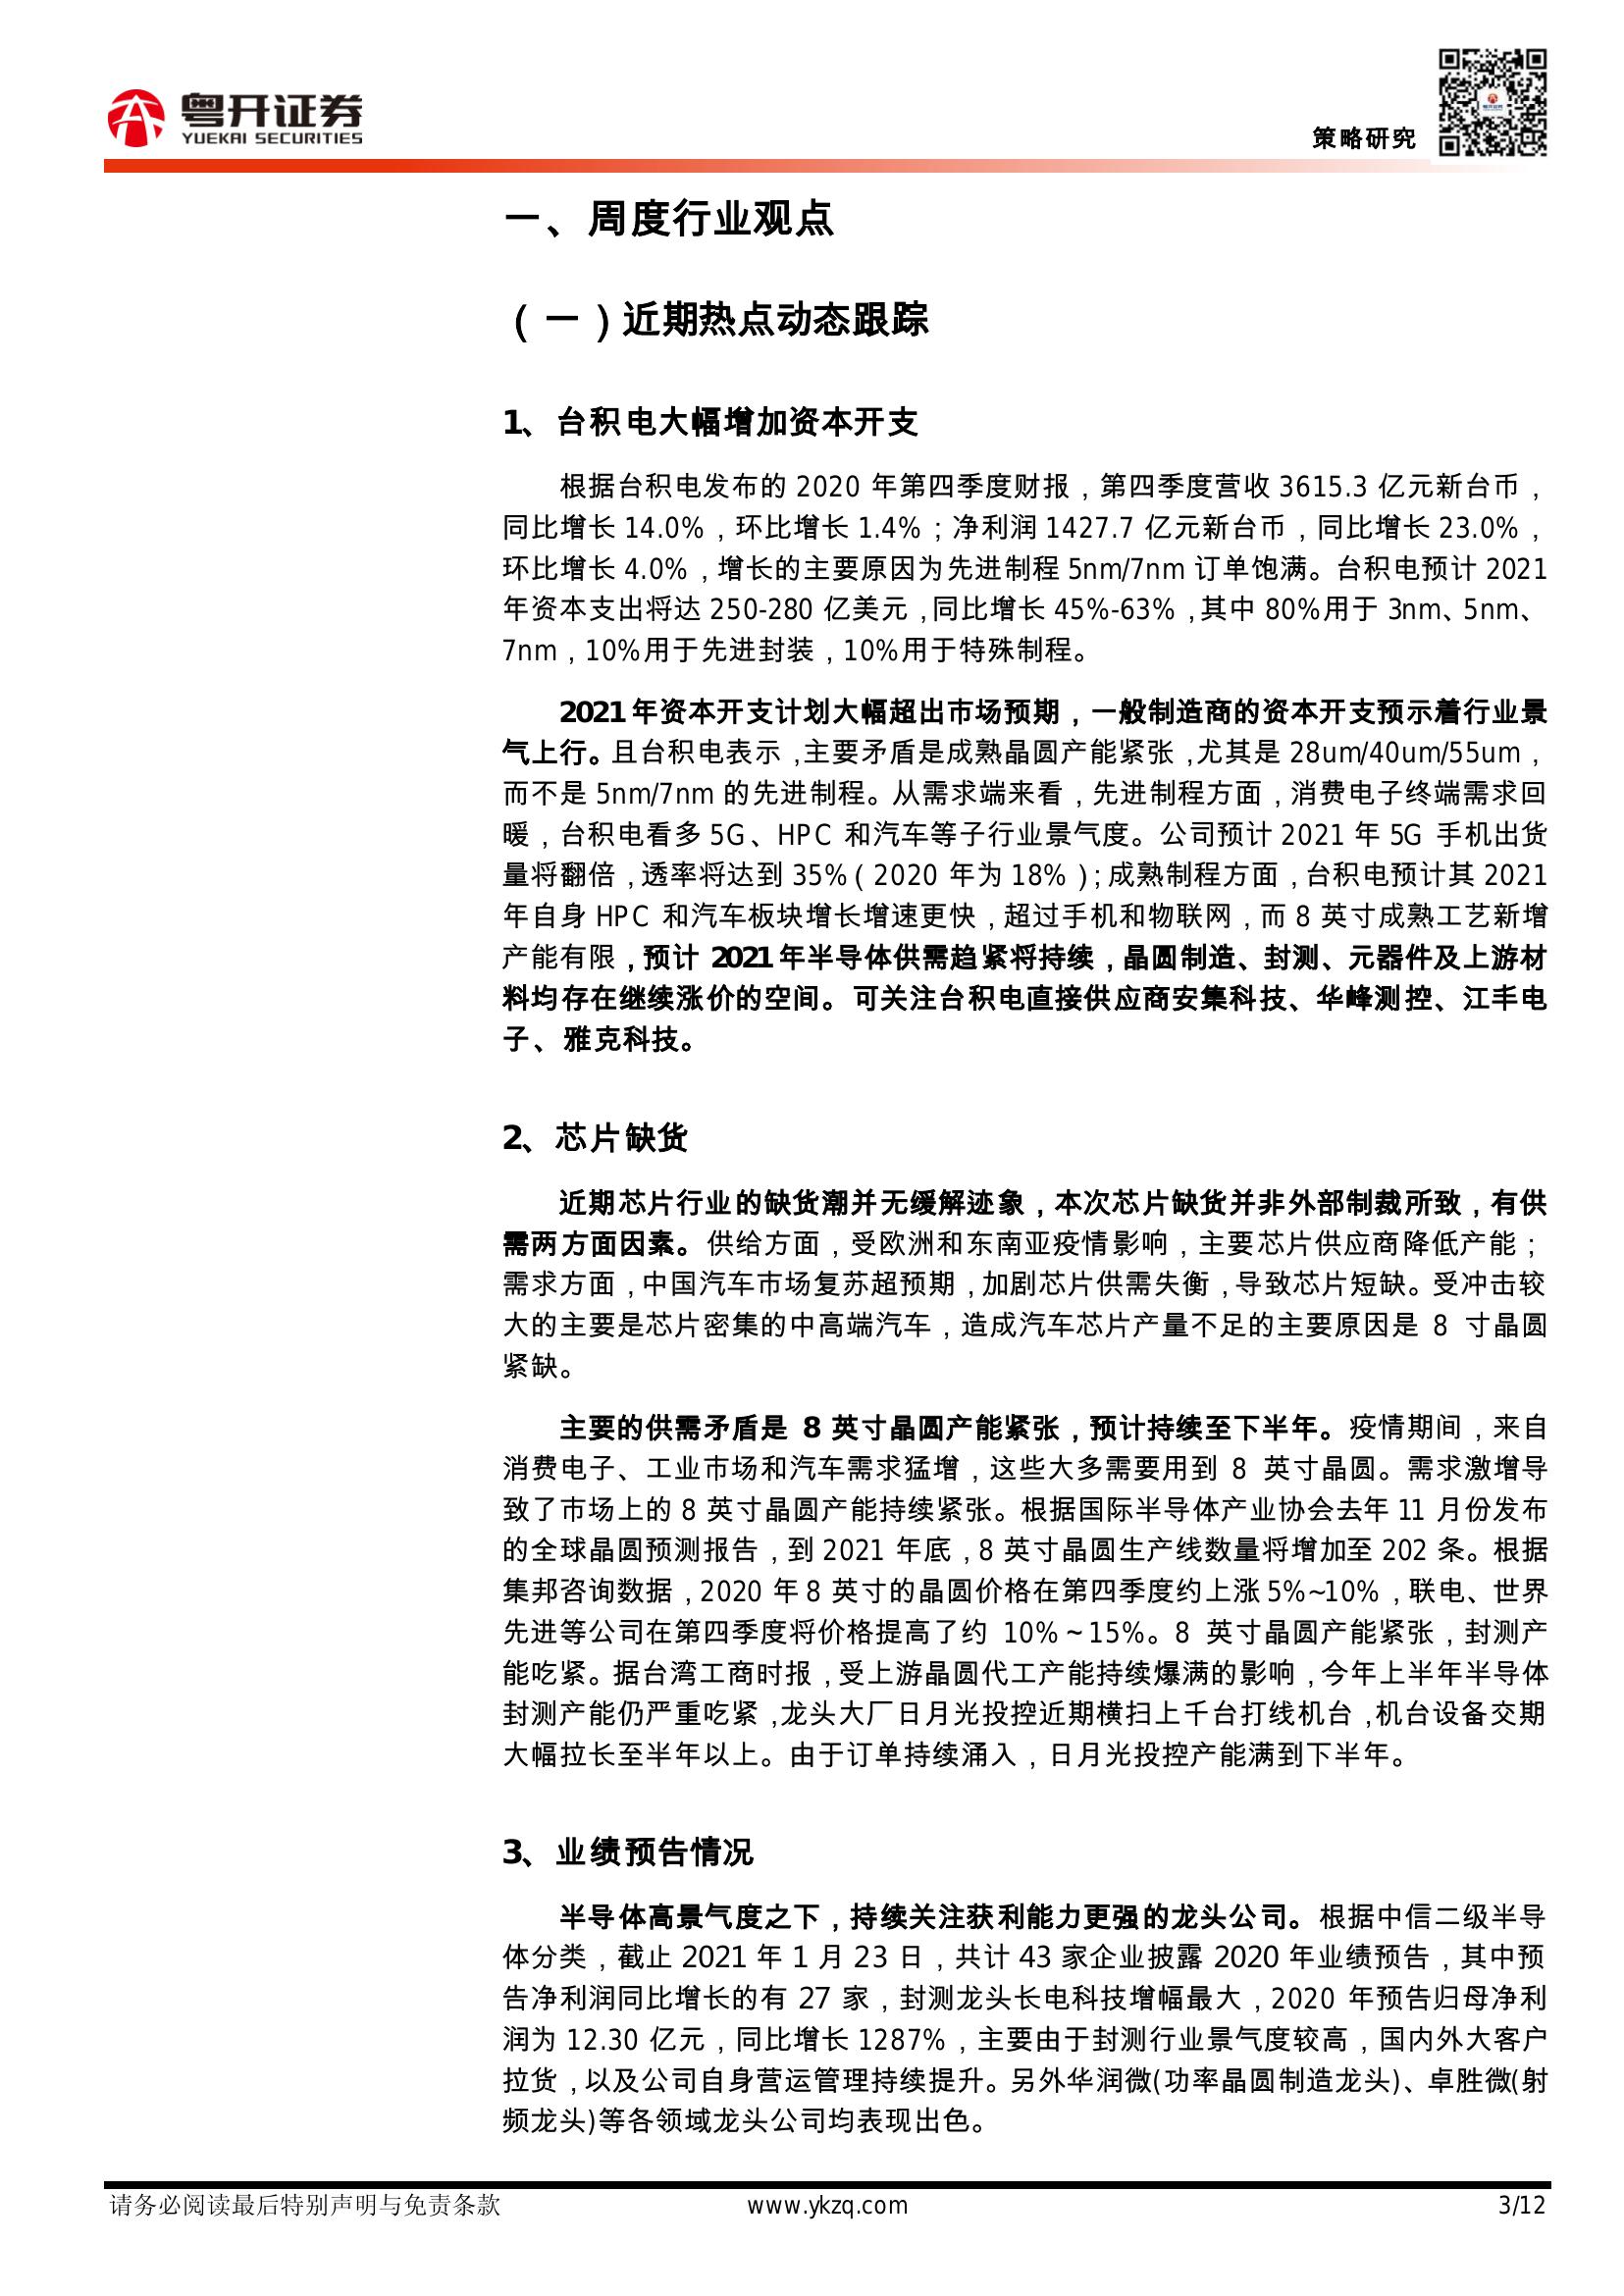 粤开证券
YUEKAI SECURITIES
策略研究
一、周度行业观点
(一)近期热点动态跟踪
1、台积电大幅增加资本开支
根据台积电发布的 2020 年第四季度财报，第四季度营收 3615.3 亿元新台币，
同比增长 14.0%，环比增长 1.4%；净利润 1427.7 亿元新台币，同比增长 23.0%，
环比增长 4.0%，增长的主要原因为先进制程 5nm/7nm 订单饱满。台积电预计 2021
年资本支出将达 250-280 亿美元，同比增长 45%-63%，其中 80%用于 3nm、5nm、
7nm，10%用于先进封装，10%用于特殊制程。
2021 年资本开支计划大幅超出市场预期，一般制造商的资本开支预示着行业景
气上行。且台积电表示，主要矛盾是成熟晶圆产能紧张，尤其是 28um/40um/55um，
而不是 5nm/7nm 的先进制程。从需求端来看，先进制程方面，消费电子终端需求回
暖，台积电看多 5G、HPC 和汽车等子行业景气度。公司预计 2021 年 5G 手机出货
量将翻倍，透率将达到 35%（2020 年为 18%）；成熟制程方面，台积电预计其 2021
年自身 HPC 和汽车板块增长增速更快，超过手机和物联网，而 8 英寸成熟工艺新增
产能有限，预计 2021 年半导体供需趋紧将持续，晶圆制造、封测、元器件及上游材
料均存在继续涨价的空间。可关注台积电直接供应商安集科技、华峰测控、江丰电
子、雅克科技。
2、芯片缺货
近期芯片行业的缺货潮并无缓解迹象，本次芯片缺货并非外部制裁所致，有供
需两方面因素。供给方面，受欧洲和东南亚疫情影响，主要芯片供应商降低产能；
需求方面，中国汽车市场复苏超预期，加剧芯片供需失衡，导致芯片短缺。受冲击较
大的主要是芯片密集的中高端汽车，造成汽车芯片产量不足的主要原因是 8 寸晶圆
紧缺。
主要的供需矛盾是 8 英寸晶圆产能紧张，预计持续至下半年。疫情期间，来自
消费电子、工业市场和汽车需求猛增，这些大多需要用到 8 英寸晶圆。需求激增导
致了市场上的 8 英寸晶圆产能持续紧张。根据国际半导体产业协会去年 11 月份发布
的全球晶圆预测报告，到 2021 年底，8 英寸晶圆生产线数量将增加至 202 条。根据
集邦咨询数据，2020 年 8 英寸的晶圆价格在第四季度约上涨 5%~10%，联电、世界
先进等公司在第四季度将价格提高了约 10%~15%。8 英寸晶圆产能紧张，封测产
能吃紧。据台湾工商时报，受上游晶圆代工产能持续爆满的影响，今年上半年半导体
封测产能仍严重吃紧，龙头大厂日月光投控近期横扫上千台打线机台，机台设备交期
大幅拉长至半年以上。由于订单持续涌入，日月光投控产能满到下半年。
3、业绩预告情况
半导体高景气度之下，持续关注获利能力更强的龙头公司。根据中信二级半导
体分类，截止 2021 年 1 月 23 日，共计 43 家企业披露 2020 年业绩预告，其中预
告净利润同比增长的有 27 家，封测龙头长电科技增幅最大，2020 年预告归母净利
润为 12.30 亿元，同比增长 1287%，主要由于封测行业景气度较高，国内外大客户
拉货，以及公司自身营运管理持续提升。另外华润微(功率晶圆制造龙头)、卓胜微(射
频龙头)等各领域龙头公司均表现出色。
请务必阅读最后特别声明与免责条款
www.ykzq.com
3/12